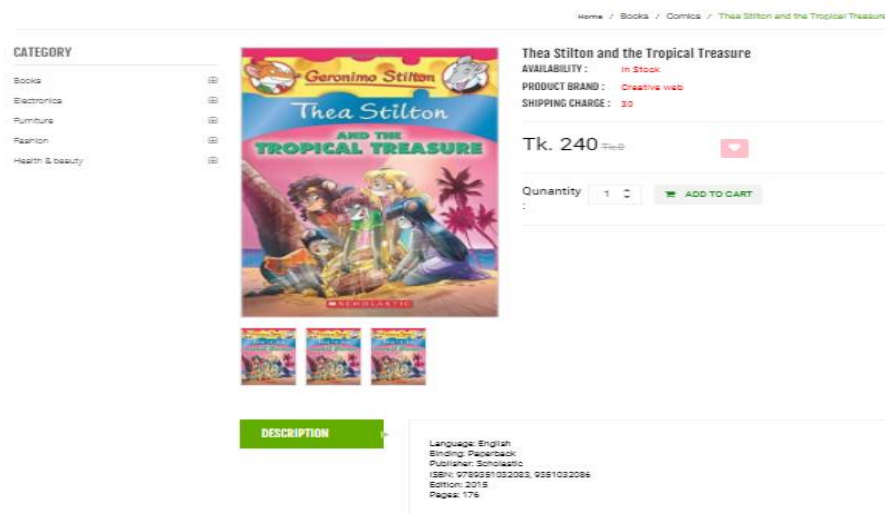 Home / Books / Comics / Thea Stilton and the Tropical Treasure
CATEGORY
Books
Electronics
Furniture
Fashion
Health & beauty
Geronimo Stilton
Thea Stilton
AND THE
TROPICAL TREASURE
SCHOLASTIC
Thea Stilton and the Tropical Treasure
AVAILABILITY : In Stock
PRODUCT BRAND : Creative web
SHIPPING CHARGE : 30
Tk. 240 Tk.0
Qunantity
:
1
ADD TO CART
DESCRIPTION
Language: English
Binding: Paperback
Publisher: Scholastic
ISBN: 9789351032083, 9351032086
Edition: 2015
Pages: 176